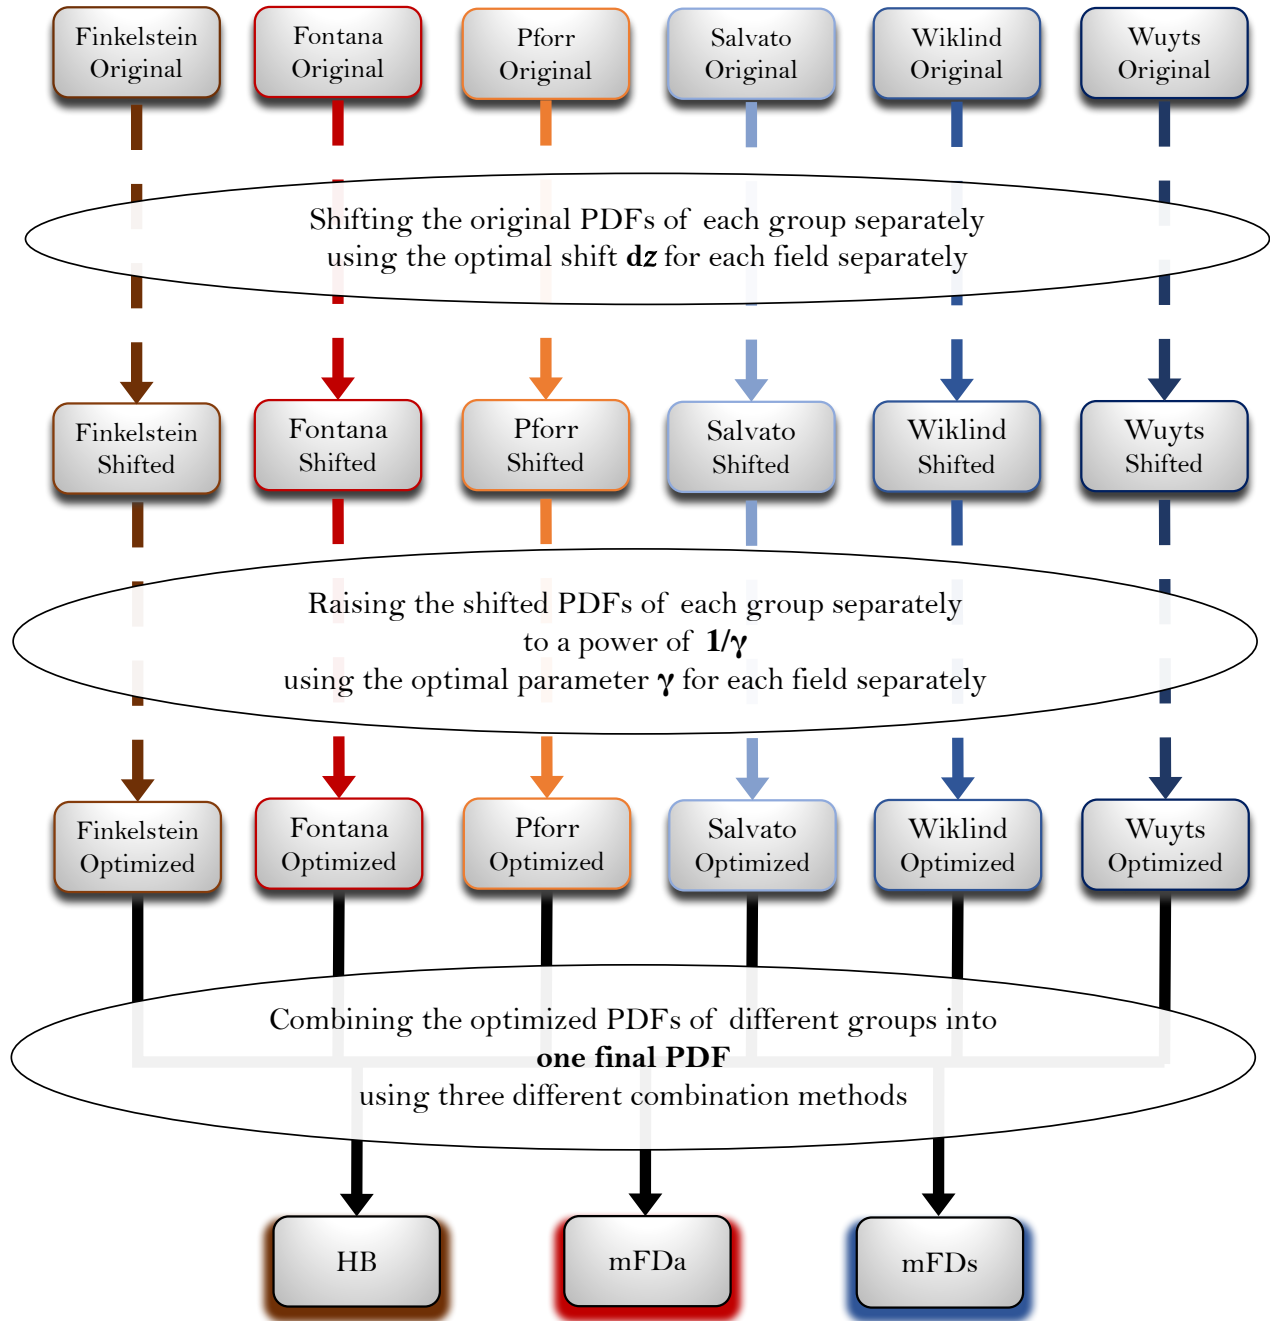 Finkelstein
Original
Fontana
Original
Pforr
Original
Salvato
Original
Wiklind
Original
Wuyts
Original
Shifting the original PDFs of each group separately
using the optimal shift dz for each field separately
Finkelstein
Shifted
Fontana
Shifted
Pforr
Shifted
Salvato
Shifted
Wiklind
Shifted
Wuyts
Shifted
Raising the shifted PDFs of each group separately
to a power of 1/γ
using the optimal parameter γ for each field separately
Finkelstein
Optimized
Fontana
Optimized
Pforr
Optimized
Salvato
Optimized
Wiklind
Optimized
Wuyts
Optimized
Combining the optimized PDFs of different groups into
one final PDF
using three different combination methods
HB
mFDa
mFDs